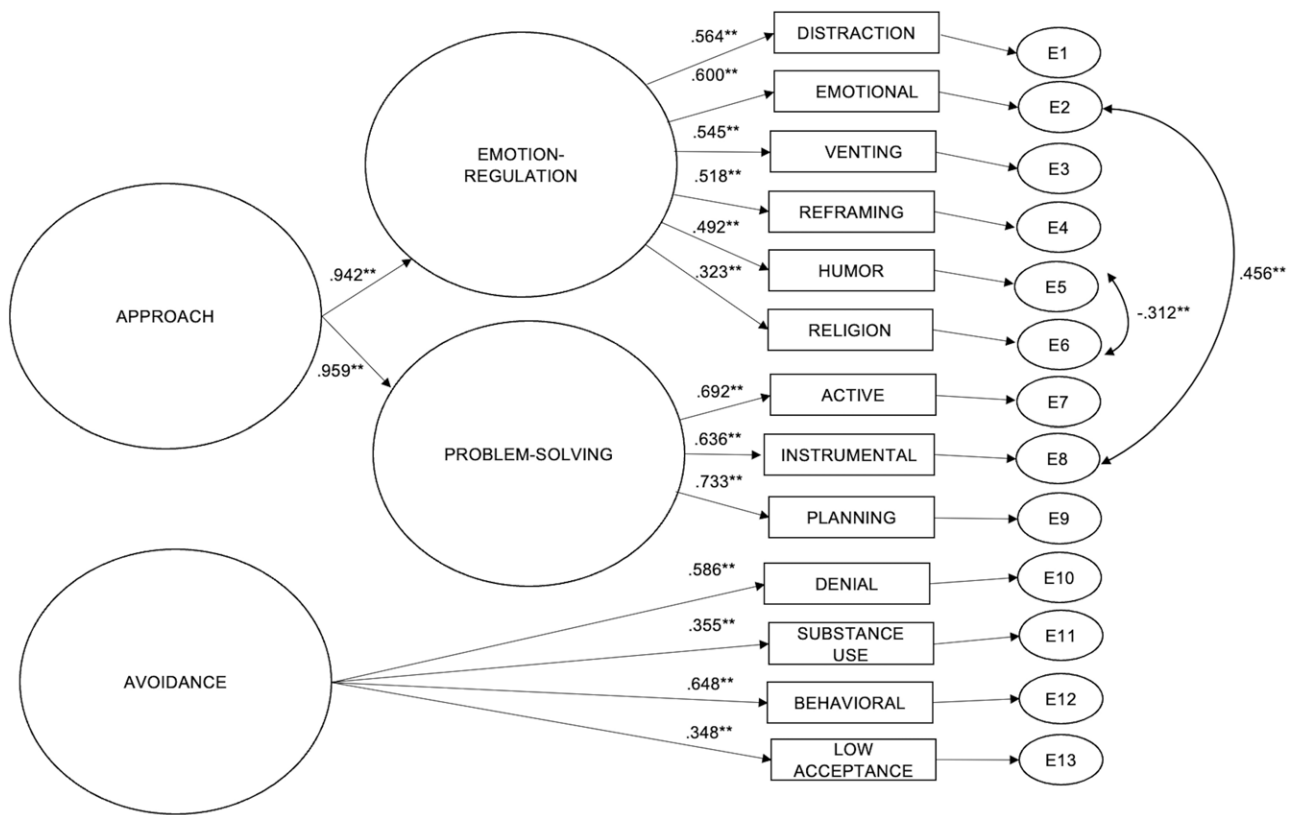 .564**
DISTRACTION
E1
.600**
EMOTIONAL
E2
.545**
VENTING
E3
EMOTION-
REGULATION
.518**
REFRAMING
E4
.492**
HUMOR
E5
.942**
.323**
.456**
APPROACH
RELIGION
E6
-.312**
.959**
.692**
ACTIVE
E7
PROBLEM-SOLVING
.636**
INSTRUMENTAL
E8
.733**
PLANNING
E9
.586**
DENIAL
E10
.355**
SUBSTANCE
USE
E11
AVOIDANCE
.648**
BEHAVIORAL
E12
.348**
LOW
ACCEPTANCE
E13